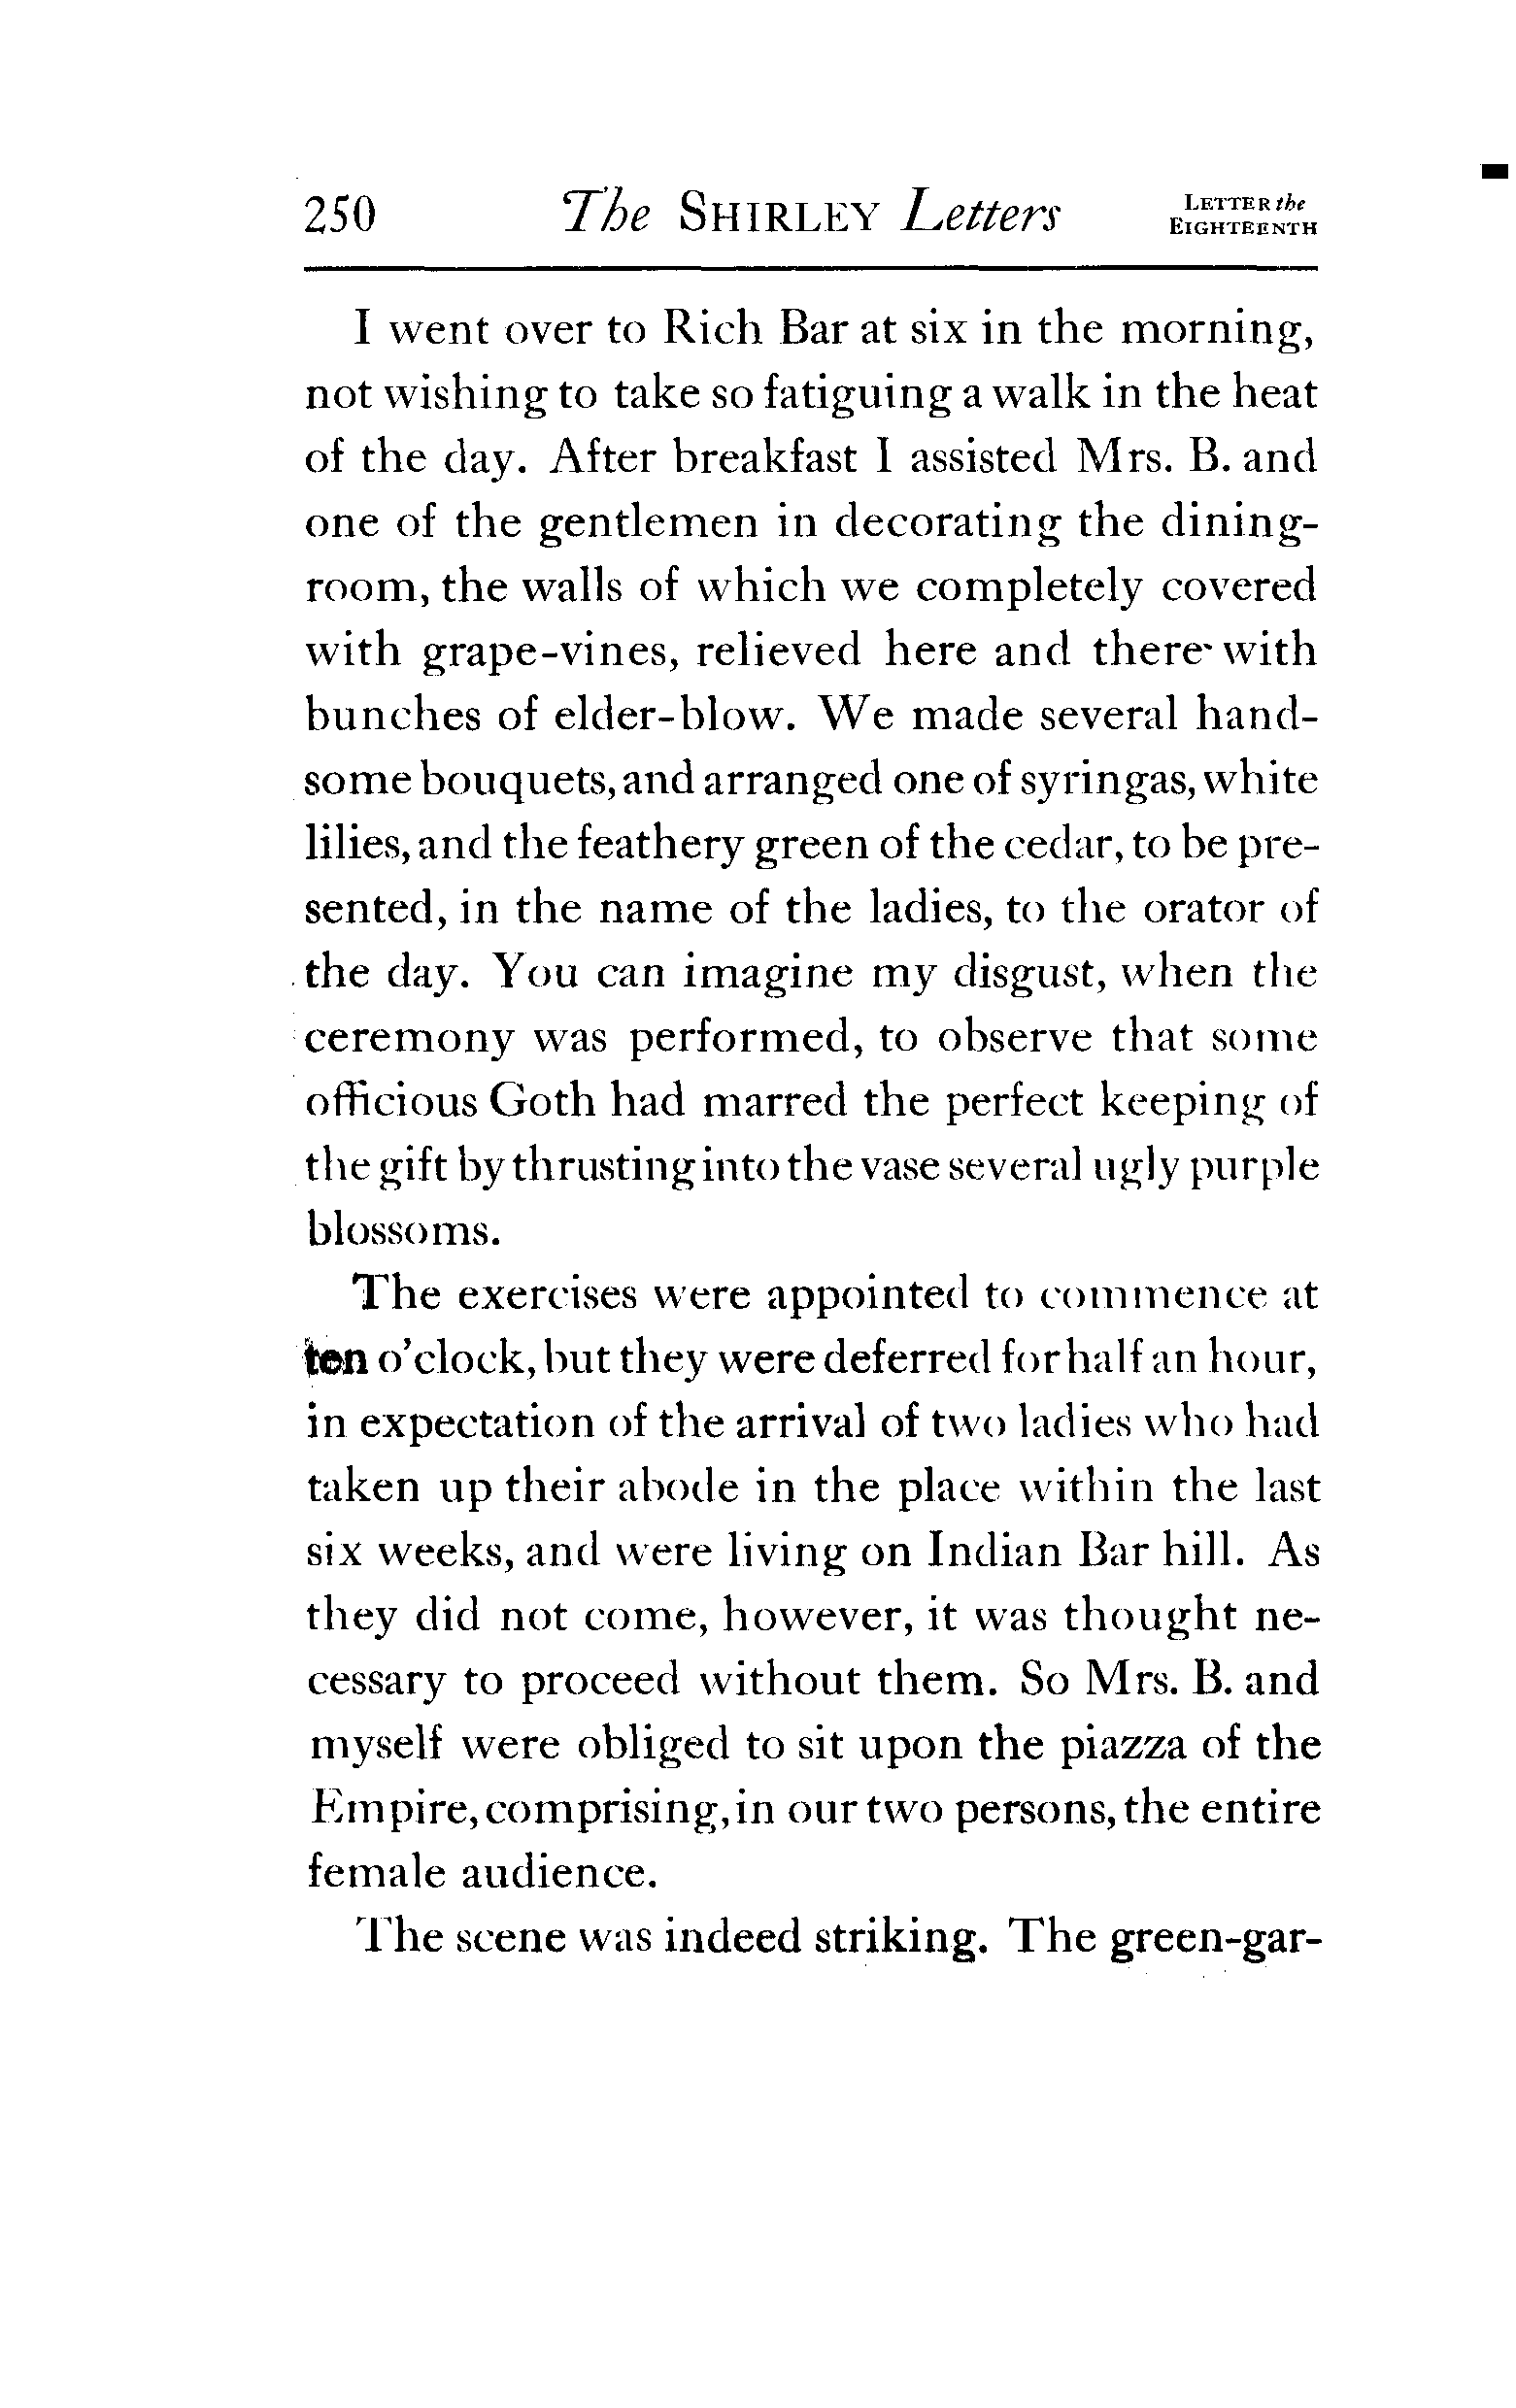 250 The SHIRLEY Letters LETTER the EIGHTEENTH
I went over to Rich Bar at six in the morning,
not wishing to take so fatiguing a walk in the heat
of the day. After breakfast I assisted Mrs. B. and
one of the gentlemen in decorating the dining-
room, the walls of which we completely covered
with grape-vines, relieved here and there with
bunches of elder-blow. We made several hand-
some bouquets, and arranged one of syringas, white
lilies, and the feathery green of the cedar, to be pre-
sented, in the name of the ladies, to the orator of
the day. You can imagine my disgust, when the
ceremony was performed, to observe that some
officious Goth had marred the perfect keeping of
the gift by thrusting into the vase several ugly purple
blossoms.
The exercises were appointed to commence at
ten o'clock, but they were deferred for half an hour,
in expectation of the arrival of two ladies who had
taken up their abode in the place within the last
six weeks, and were living on Indian Bar hill. As
they did not come, however, it was thought ne-
cessary to proceed without them. So Mrs. B. and
myself were obliged to sit upon the piazza of the
Empire, comprising, in our two persons, the entire
female audience.
The scene was indeed striking. The green-gar-